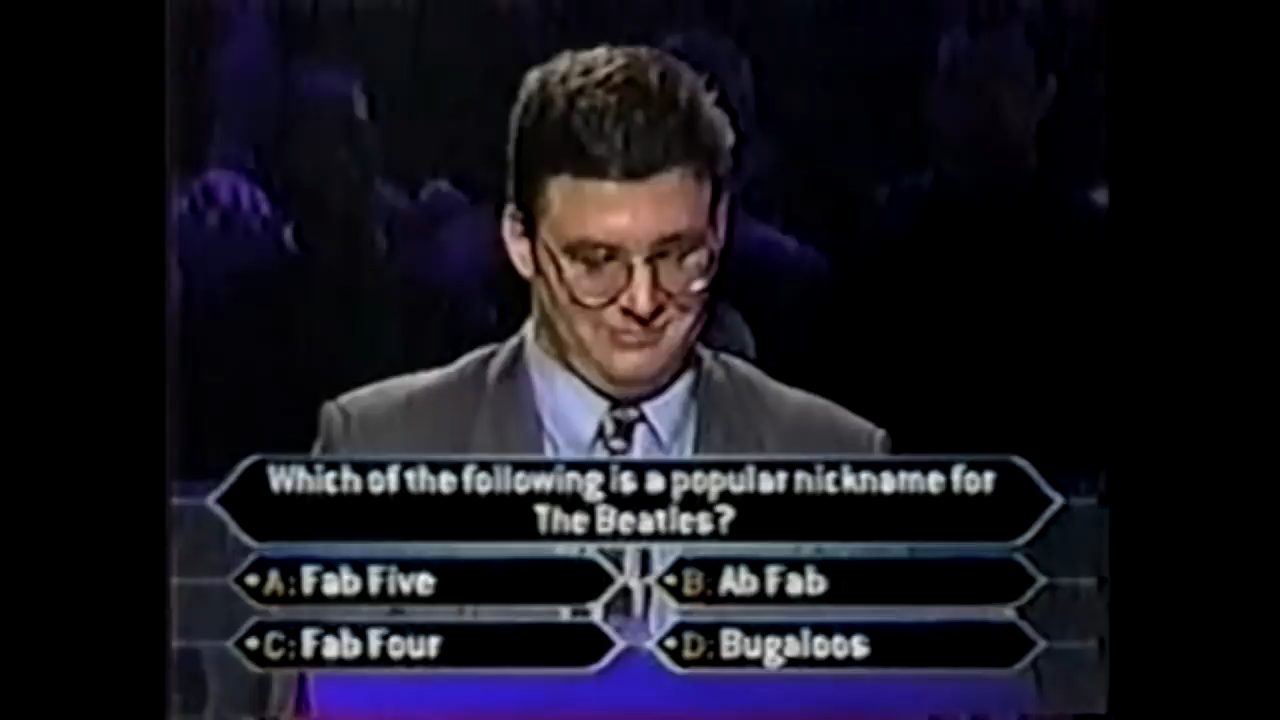 Which of the following is a popular nickname for
The Beatles?
A: Fab Five
B: Ab Fab
C: Fab Four
D: Bugaloos